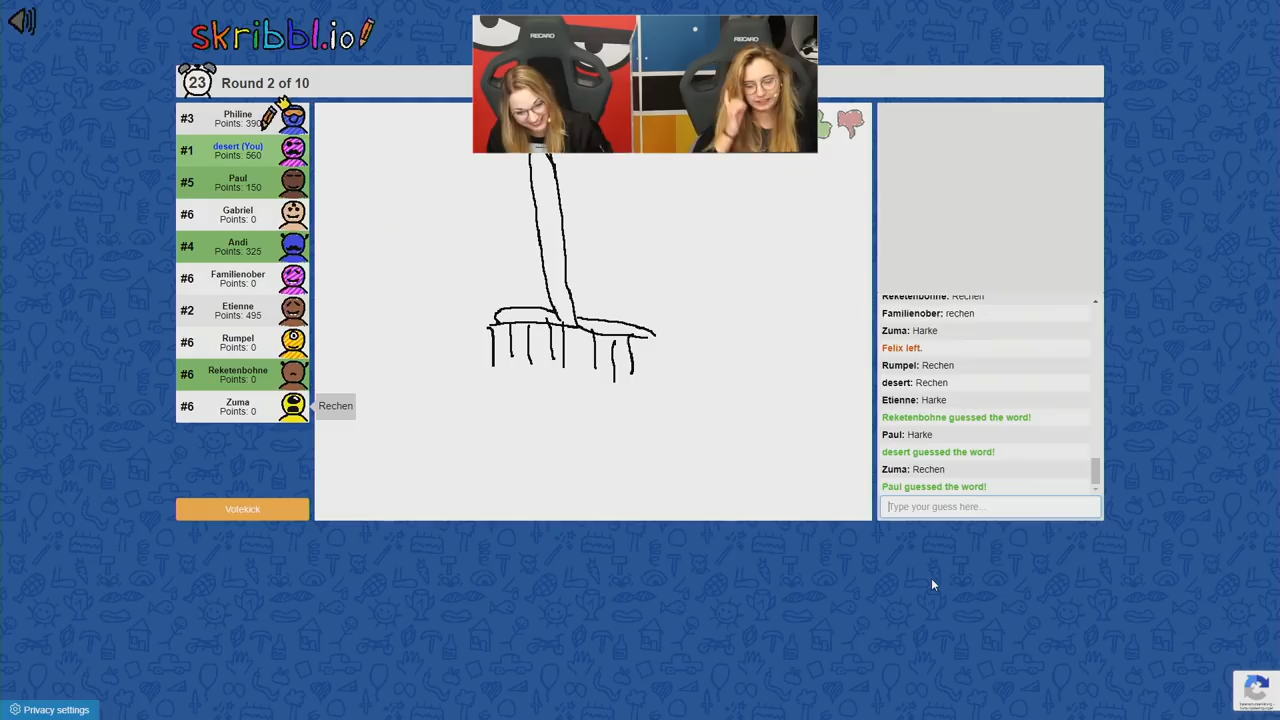 skribbl.io
RECARO
RECARO
23
Round 2 of 10
#3
Philine
Points: 390
#1
desert (You)
Points: 560
#5
Paul
Points: 150
#6
Gabriel
Points: 0
#4
Andi
Points: 325
#6
Familienober
Points: 0
#2
Etienne
Points: 495
#6
Rumpel
Points: 0
#6
Reketenbohne
Points: 0
#6
Zuma
Points: 0
Rechen
Votekick
Reketenbohne: Rechen
Familienober: rechen
Zuma: Harke
Felix left.
Rumpel: Rechen
desert: Rechen
Etienne: Harke
Reketenbohne guessed the word!
Paul: Harke
desert guessed the word!
Zuma: Rechen
Paul guessed the word!
Type your guess here...
Privacy settings